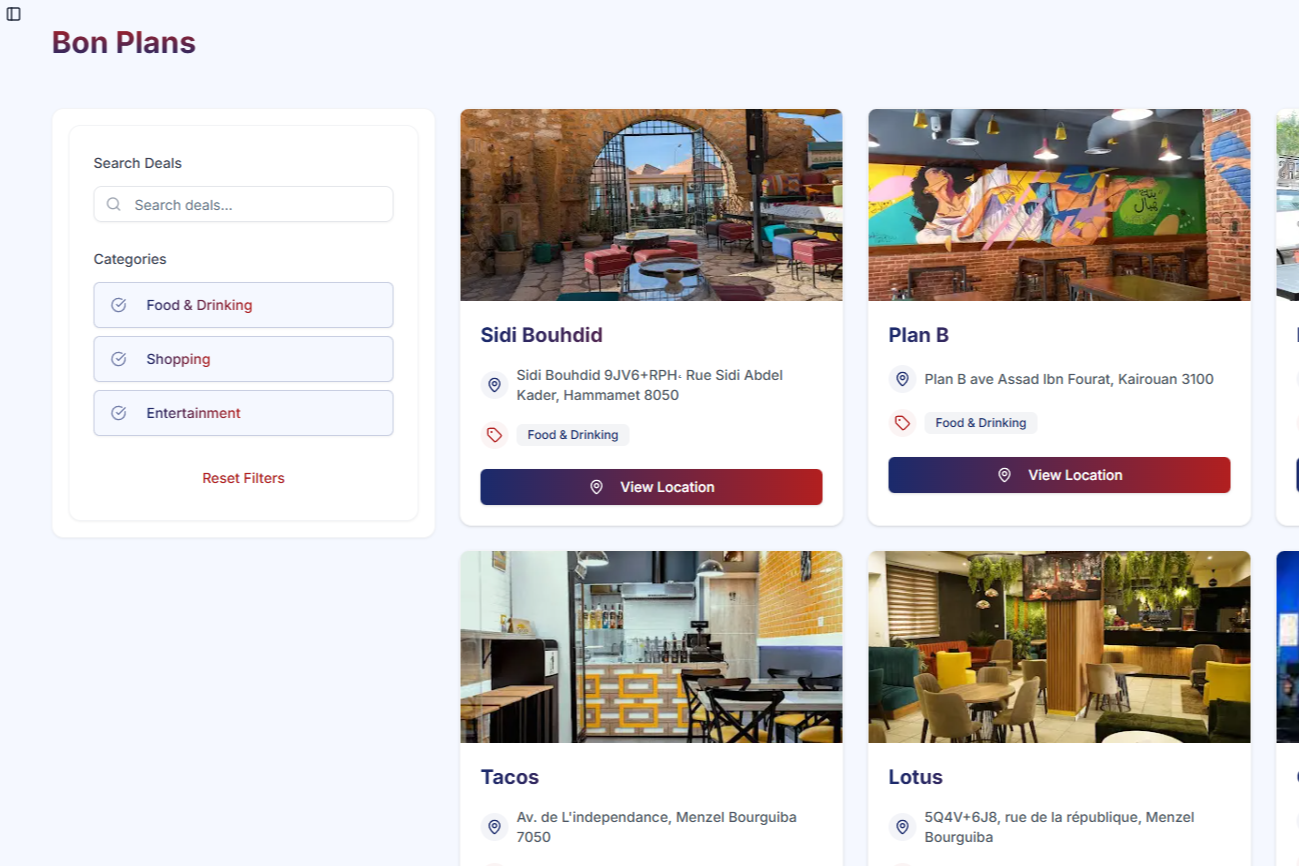 Bon Plans
Search Deals
Search deals...
Categories
Food & Drinking
Shopping
Entertainment
Reset Filters
Sidi Bouhdid
Sidi Bouhdid 9JV6+RPH، Rue Sidi Abdel
Kader, Hammamet 8050
Food & Drinking
View Location
Plan B
Plan B ave Assad Ibn Fourat, Kairouan 3100
Food & Drinking
View Location
Tacos
Av. de L'independance, Menzel Bourguiba
7050
Lotus
5Q4V+6J8, rue de la république, Menzel
Bourguiba